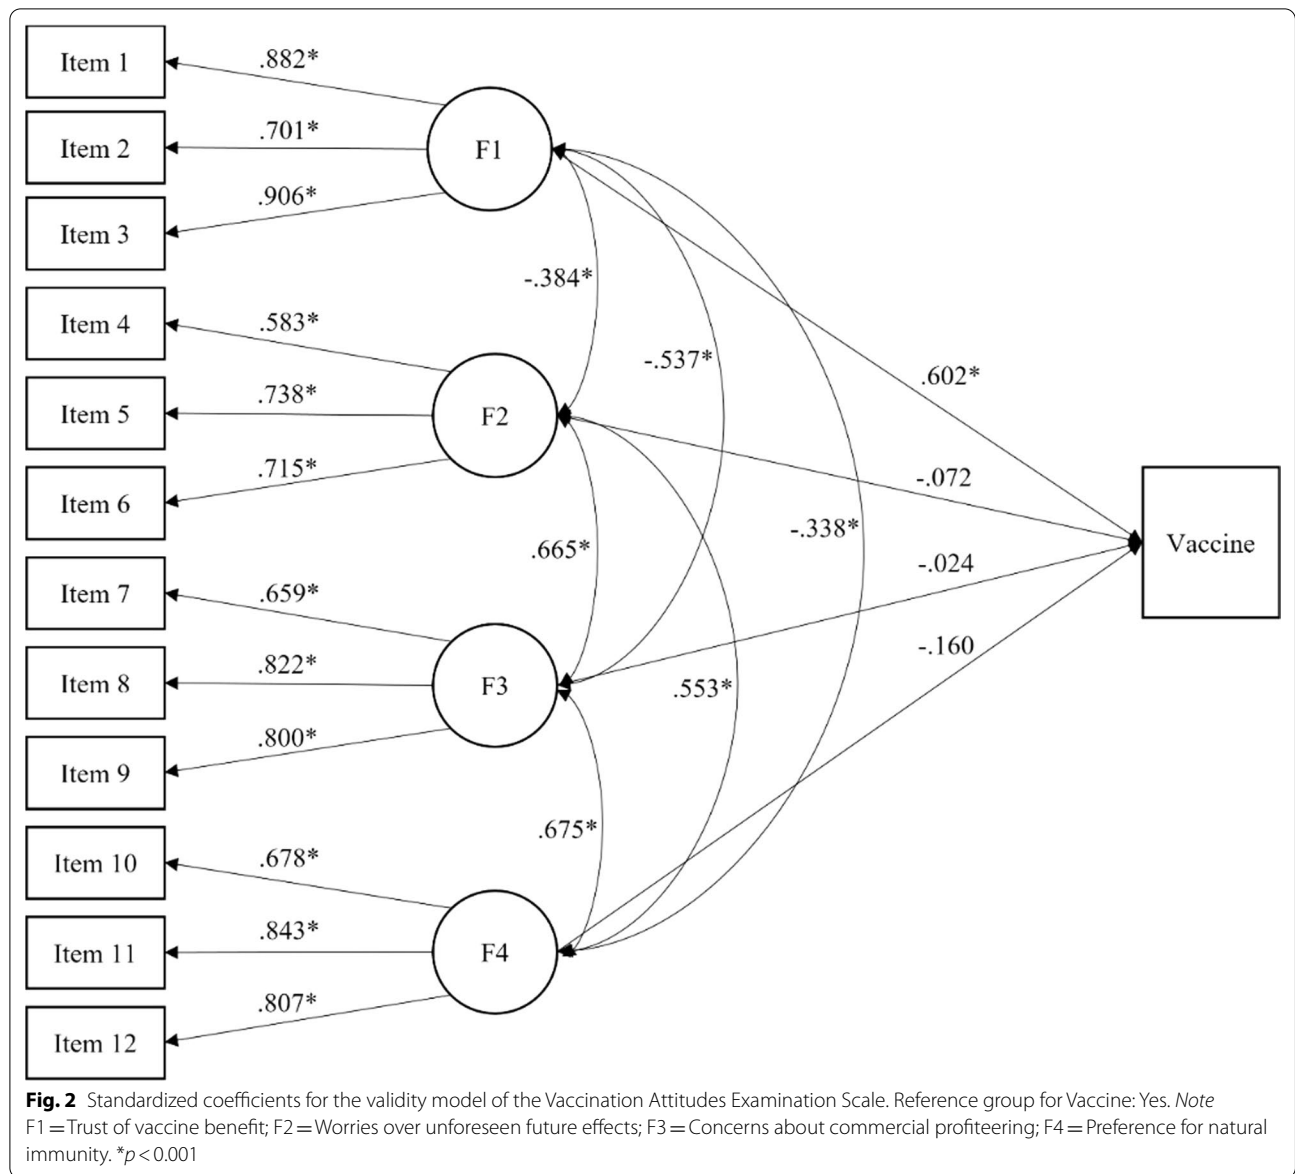 Item 1
.882*
Item 2
.701*
F1
Item 3
.906*
-.384*
Item 4
.583*
-.537*
.602*
Item 5
.738*
F2
Item 6
.715*
-.072
-.338*
Vaccine
.665*
-.024
Item 7
.659*
-.160
Item 8
.822*
F3
.553*
Item 9
.800*
.675*
Item 10
.678*
Item 11
.843*
F4
Item 12
.807*
Fig. 2 Standardized coefficients for the validity model of the Vaccination Attitudes Examination Scale. Reference group for Vaccine: Yes. Note
F1 = Trust of vaccine benefit; F2 = Worries over unforeseen future effects; F3 = Concerns about commercial profiteering; F4 = Preference for natural
immunity. *p < 0.001